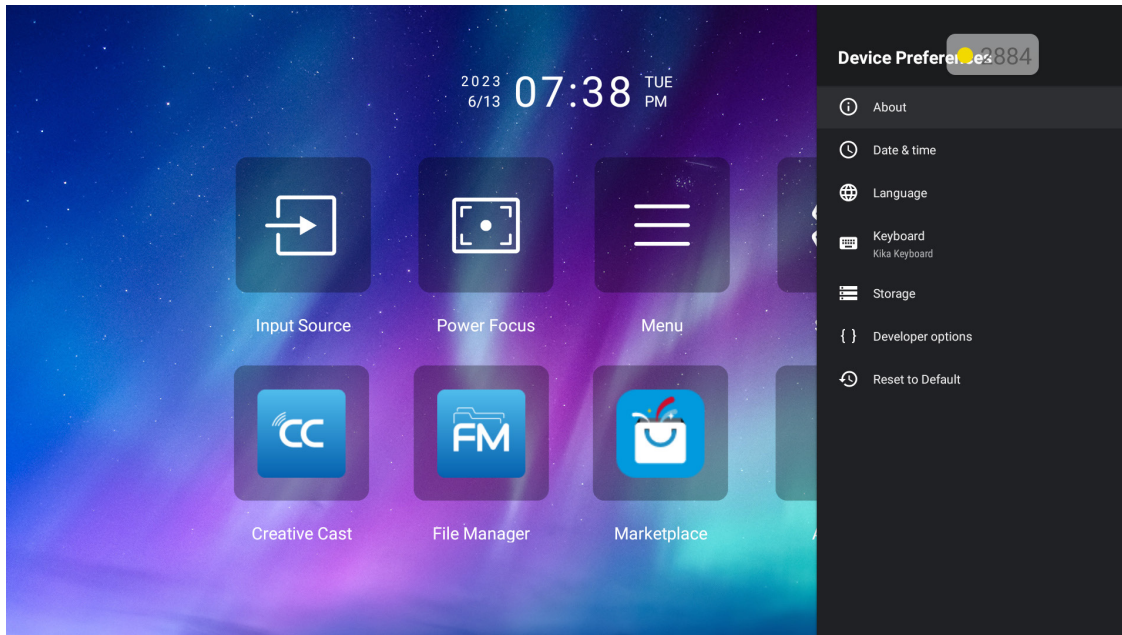 2023
6/13
07:38
TUE
PM
Input Source
Power Focus
Menu
CC
FM
Creative Cast
File Manager
Marketplace
Device Preferences
2884
About
Date & time
Language
Keyboard
Kika Keyboard
Storage
{ } Developer options
Reset to Default